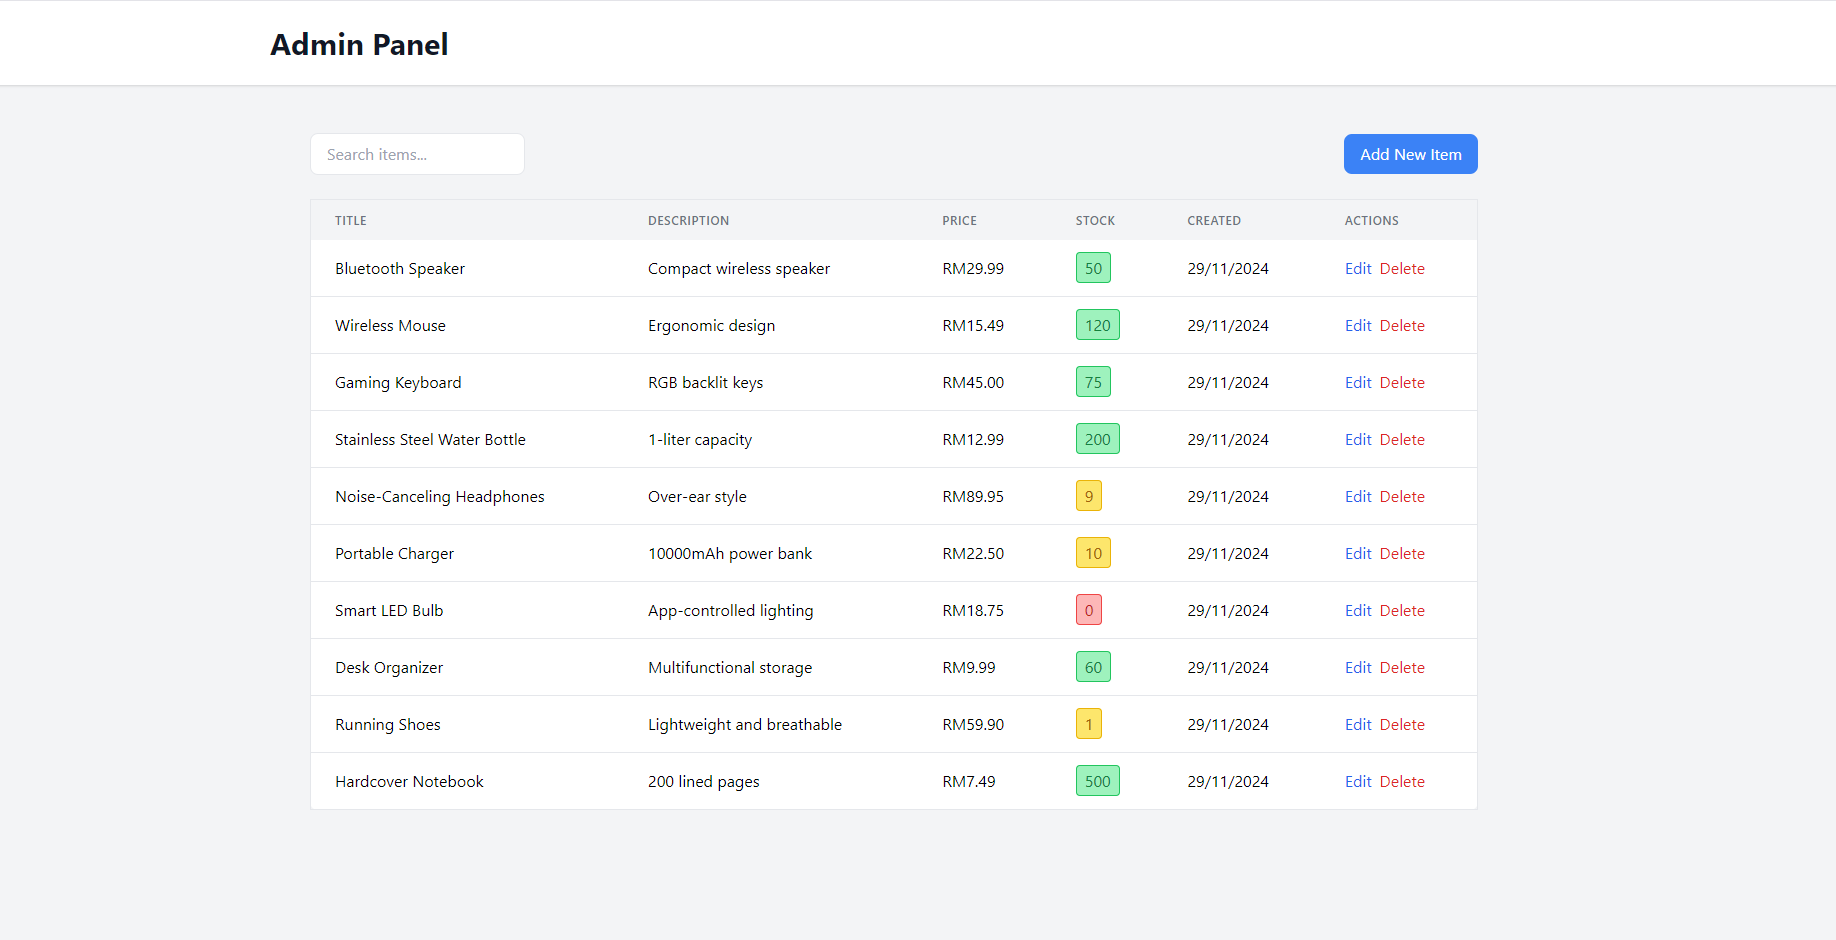 Admin Panel
Search items...
Add New Item
TITLE DESCRIPTION PRICE STOCK CREATED ACTIONS
Bluetooth Speaker Compact wireless speaker RM29.99 50 29/11/2024 Edit Delete
Wireless Mouse Ergonomic design RM15.49 120 29/11/2024 Edit Delete
Gaming Keyboard RGB backlit keys RM45.00 75 29/11/2024 Edit Delete
Stainless Steel Water Bottle 1-liter capacity RM12.99 200 29/11/2024 Edit Delete
Noise-Canceling Headphones Over-ear style RM89.95 9 29/11/2024 Edit Delete
Portable Charger 10000mAh power bank RM22.50 10 29/11/2024 Edit Delete
Smart LED Bulb App-controlled lighting RM18.75 0 29/11/2024 Edit Delete
Desk Organizer Multifunctional storage RM9.99 60 29/11/2024 Edit Delete
Running Shoes Lightweight and breathable RM59.90 1 29/11/2024 Edit Delete
Hardcover Notebook 200 lined pages RM7.49 500 29/11/2024 Edit Delete